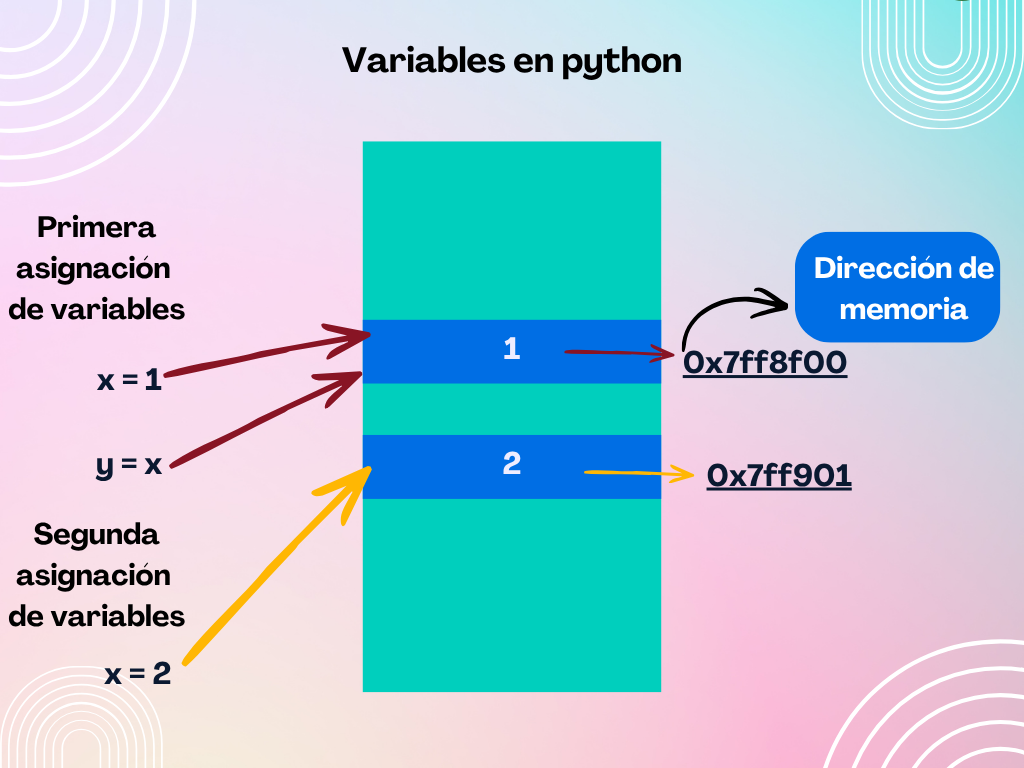 Variables en python
Primera
asignación
de variables
x = 1
y = x
Segunda
asignación
de variables
x = 2
1
2
Dirección de
memoria
0x7ff8f00
0x7ff901